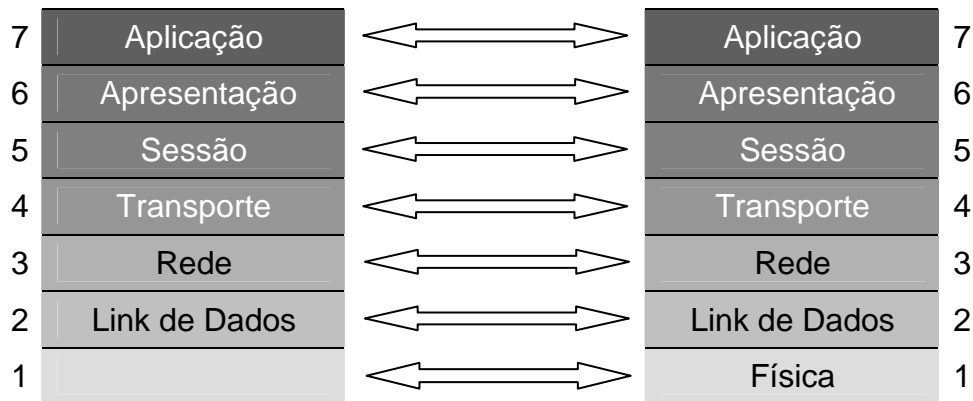 7 Aplicação Aplicação 7
6 Apresentação Apresentação 6
5 Sessão Sessão 5
4 Transporte Transporte 4
3 Rede Rede 3
2 Link de Dados Link de Dados 2
1 Física 1